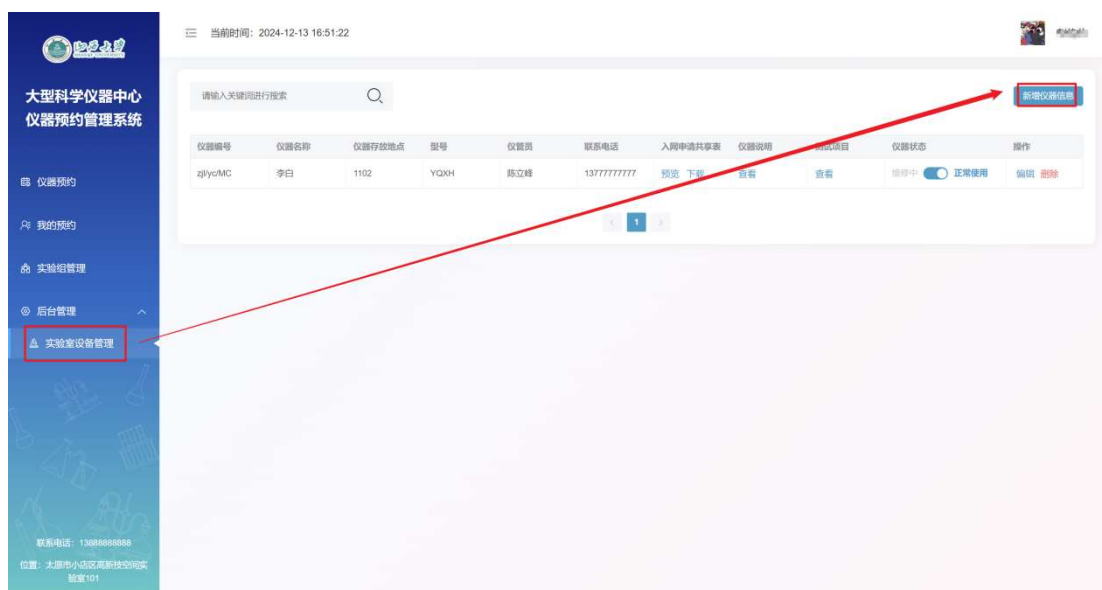 当前时间：2024-12-13 16:51:22
大型科学仪器中心
仪器预约管理系统
仪器预约
我的预约
实验组管理
后台管理
实验室设备管理
联系电话：13888888888
位置：太原市小店区高新技空间实
验室101
请输入关键词进行搜索
新增仪器信息
仪器编号 仪器名称 仪器存放地点 型号 仪管员 联系电话 入网申请共享表 仪器说明 测试项目 仪器状态 操作
zjl/yc/MC 李白 1102 YQXH 陈立峰 13777777777 预览 下载 查看 查看 维修中 正常使用 编辑 删除
1